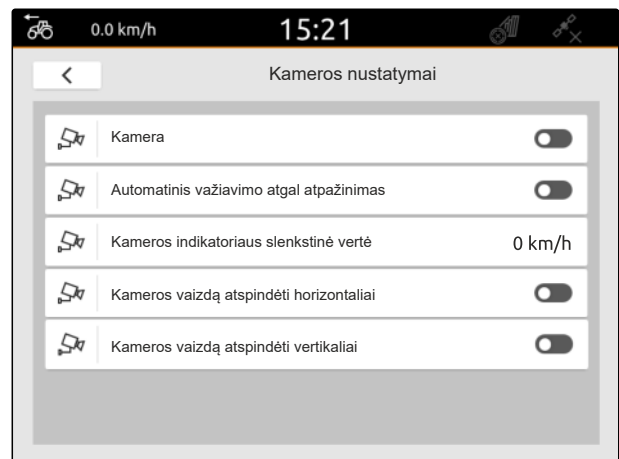 0.0 km/h 15:21
Kameros nustatymai
Kamera
Automatinis važiavimo atgal atpažinimas
Kameros indikatoriaus slenkstinė vertė 0 km/h
Kameros vaizdą atspindėti horizontaliai
Kameros vaizdą atspindėti vertikaliai